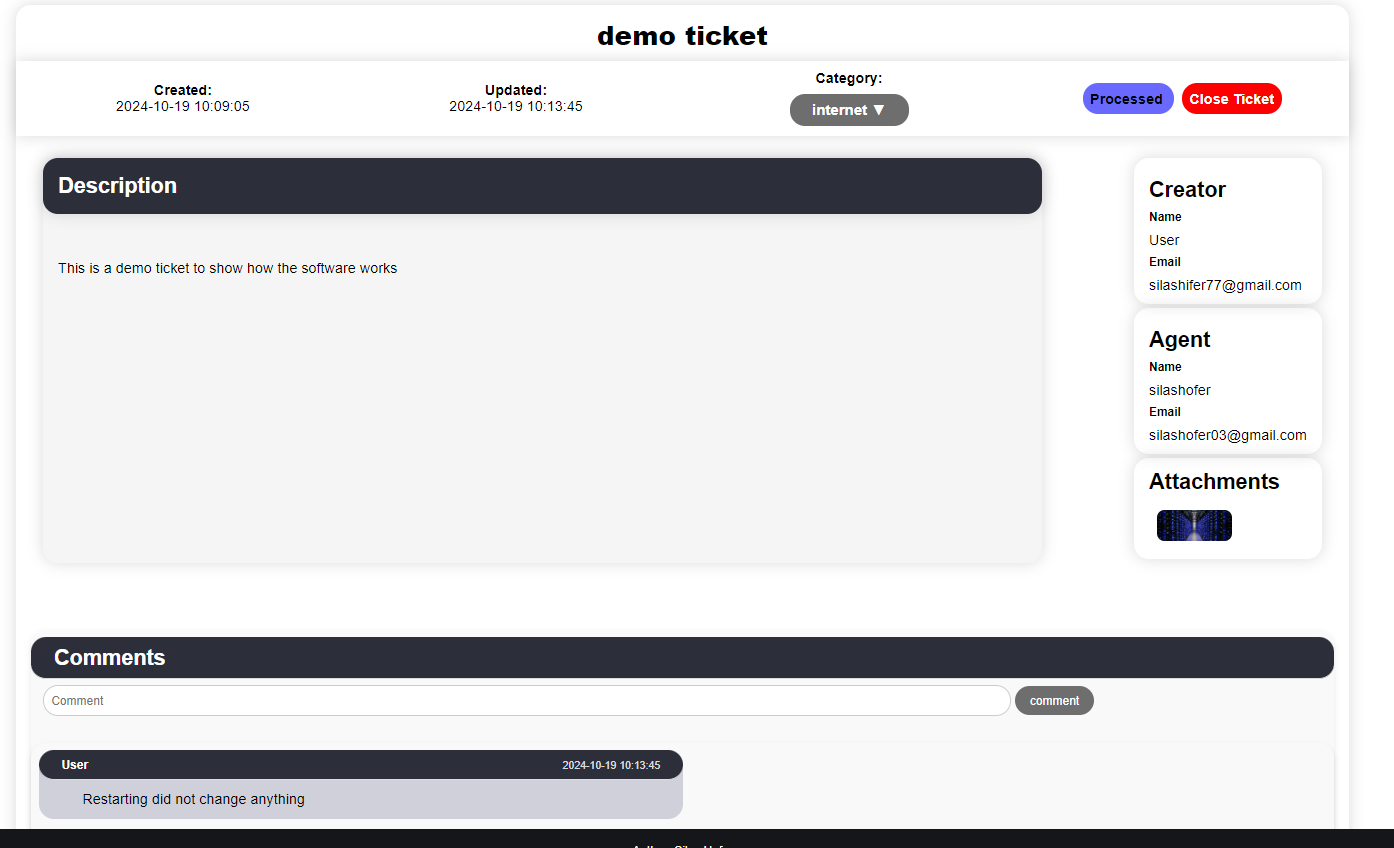 demo ticket
Created:
2024-10-19 10:09:05
Updated:
2024-10-19 10:13:45
Category:
internet ▼
Processed
Close Ticket
Description
This is a demo ticket to show how the software works
Creator
Name
User
Email
silashifer77@gmail.com
Agent
Name
silashofer
Email
silashofer03@gmail.com
Attachments
Comments
Comment
comment
User 2024-10-19 10:13:45
Restarting did not change anything